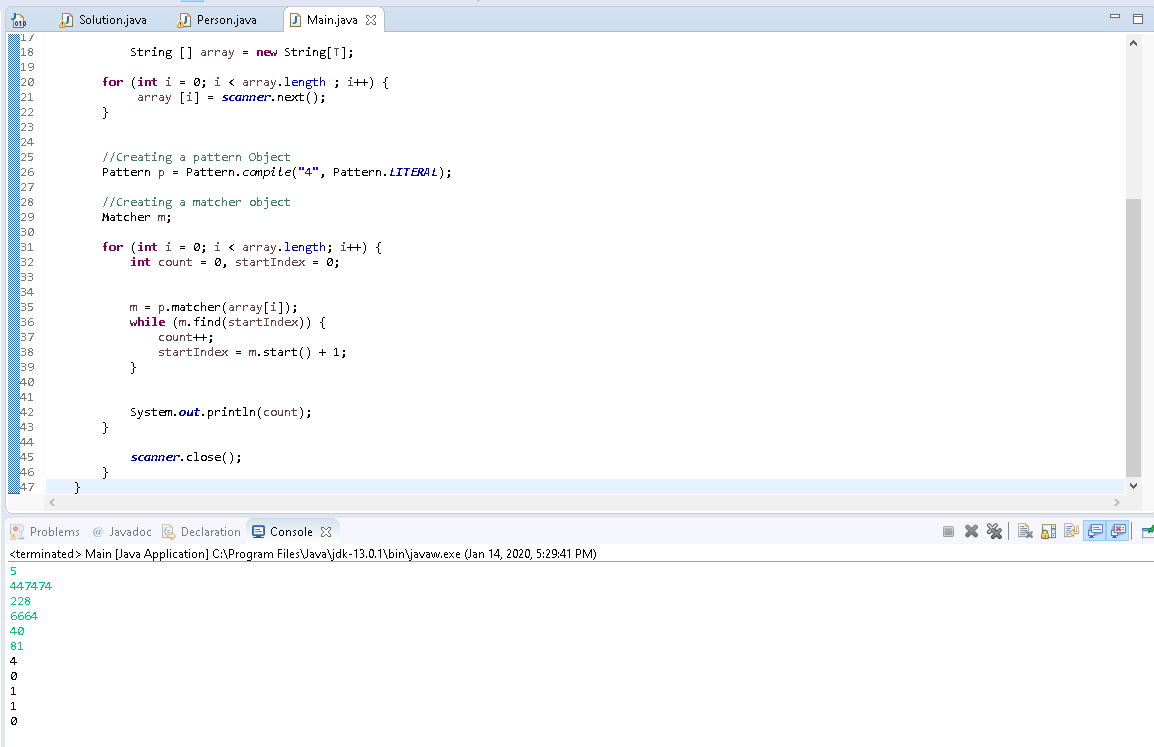 Solution.java Person.java Main.java
17
18 String [] array = new String[T];
19
20 for (int i = 0; i < array.length ; i++) {
21 array [i] = scanner.next();
22 }
23
24
25 //Creating a pattern Object
26 Pattern p = Pattern.compile("4", Pattern.LITERAL);
27
28 //Creating a matcher object
29 Matcher m;
30
31 for (int i = 0; i < array.length; i++) {
32 int count = 0, startIndex = 0;
33
34
35 m = p.matcher(array[i]);
36 while (m.find(startIndex)) {
37 count++;
38 startIndex = m.start() + 1;
39 }
40
41
42 System.out.println(count);
43 }
44
45 scanner.close();
46 }
47 }
Problems @ Javadoc Declaration Console
<terminated> Main [Java Application] C:\Program Files\Java\jdk-13.0.1\bin\javaw.exe (Jan 14, 2020, 5:29:41 PM)
5
447474
228
6664
40
81
4
0
1
1
0